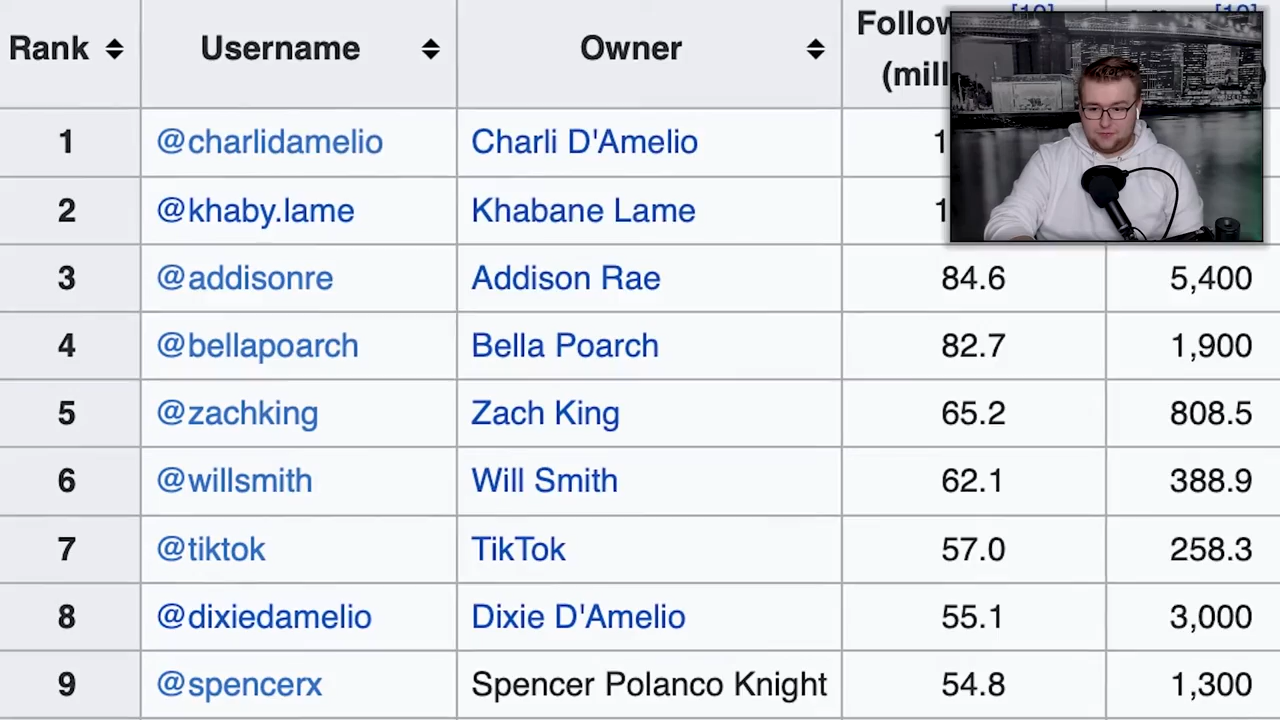 Rank Username Owner
(mill
1 @charlidamelio Charli D'Amelio
2 @khaby.lame Khabane Lame
3 @addisonre Addison Rae 84.6 5,400
4 @bellapoarch Bella Poarch 82.7 1,900
5 @zachking Zach King 65.2 808.5
6 @willsmith Will Smith 62.1 388.9
7 @tiktok TikTok 57.0 258.3
8 @dixiedamelio Dixie D'Amelio 55.1 3,000
9 @spencerx Spencer Polanco Knight 54.8 1,300